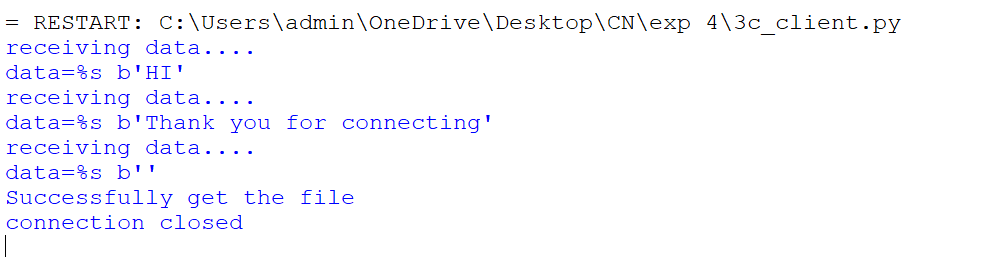 = RESTART: C:\Users\admin\OneDrive\Desktop\CN\exp 4\3c_client.py
receiving data....
data=%s b'HI'
receiving data....
data=%s b'Thank you for connecting'
receiving data....
data=%s b''
Successfully get the file
connection closed